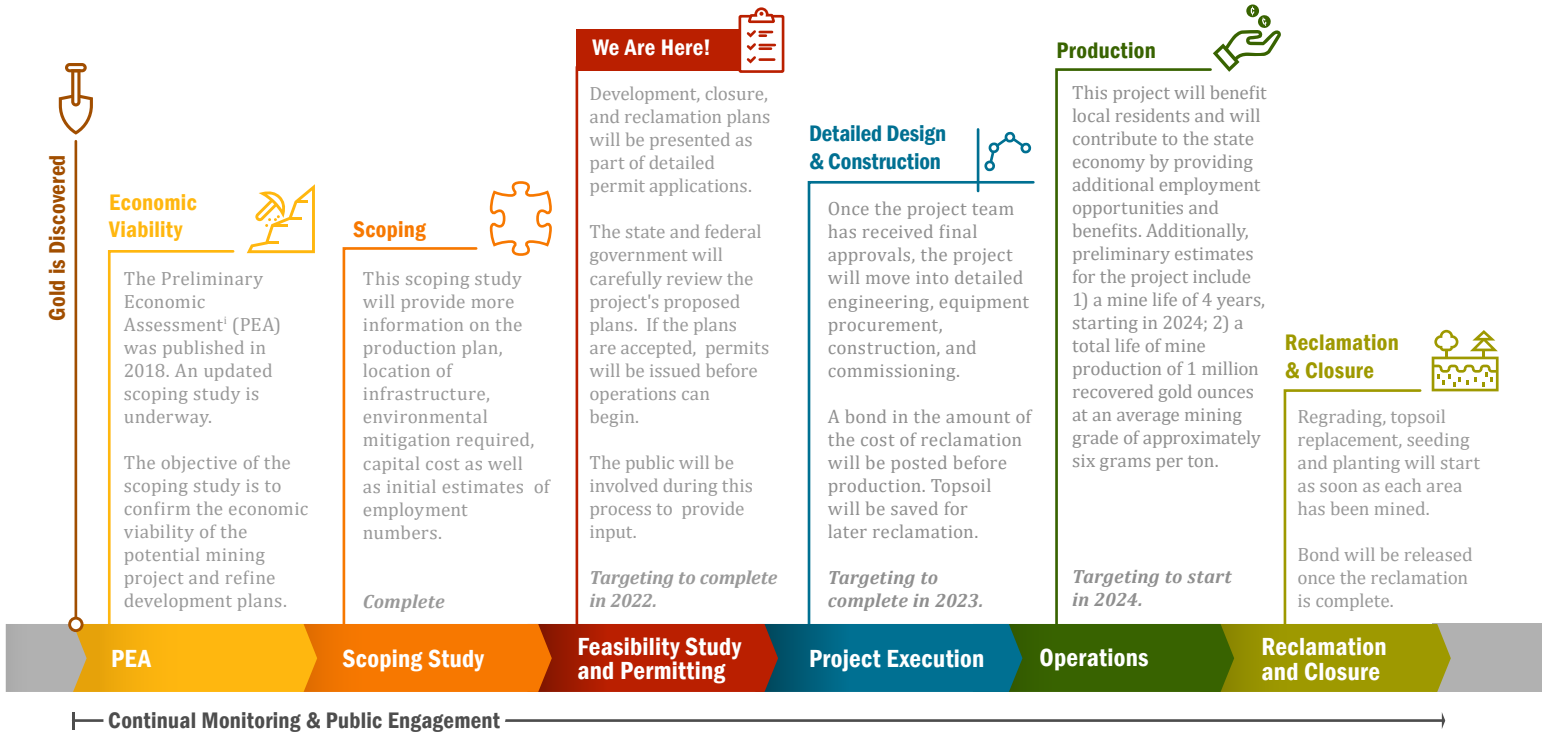 Gold is Discovered
Economic
Viability
The Preliminary
Economic
Assessmentⁱ (PEA)
was published in
2018. An updated
scoping study is
underway.
The objective of the
scoping study is to
confirm the economic
viability of the
potential mining
project and refine
development plans.
Scoping
This scoping study
will provide more
information on the
production plan,
location of
infrastructure,
environmental
mitigation required,
capital cost as well
as initial estimates of
employment
numbers.
Complete
We Are Here!
Development, closure,
and reclamation plans
will be presented as
part of detailed
permit applications.
The state and federal
government will
carefully review the
project's proposed
plans. If the plans
are accepted, permits
will be issued before
operations can
begin.
The public will be
involved during this
process to provide
input.
Targeting to complete
in 2022.
Detailed Design
& Construction
Once the project team
has received final
approvals, the project
will move into detailed
engineering, equipment
procurement,
construction, and
commissioning.
A bond in the amount of
the cost of reclamation
will be posted before
production. Topsoil
will be saved for
later reclamation.
Targeting to
complete in 2023.
Production
This project will benefit
local residents and will
contribute to the state
economy by providing
additional employment
opportunities and
benefits. Additionally,
preliminary estimates
for the project include
1) a mine life of 4 years,
starting in 2024; 2) a
total life of mine
production of 1 million
recovered gold ounces
at an average mining
grade of approximately
six grams per ton.
Targeting to start
in 2024.
Reclamation
& Closure
Regrading, topsoil
replacement, seeding
and planting will start
as soon as each area
has been mined.
Bond will be released
once the reclamation
is complete.
PEA
Scoping Study
Feasibility Study
and Permitting
Project Execution
Operations
Reclamation
and Closure
Continual Monitoring & Public Engagement